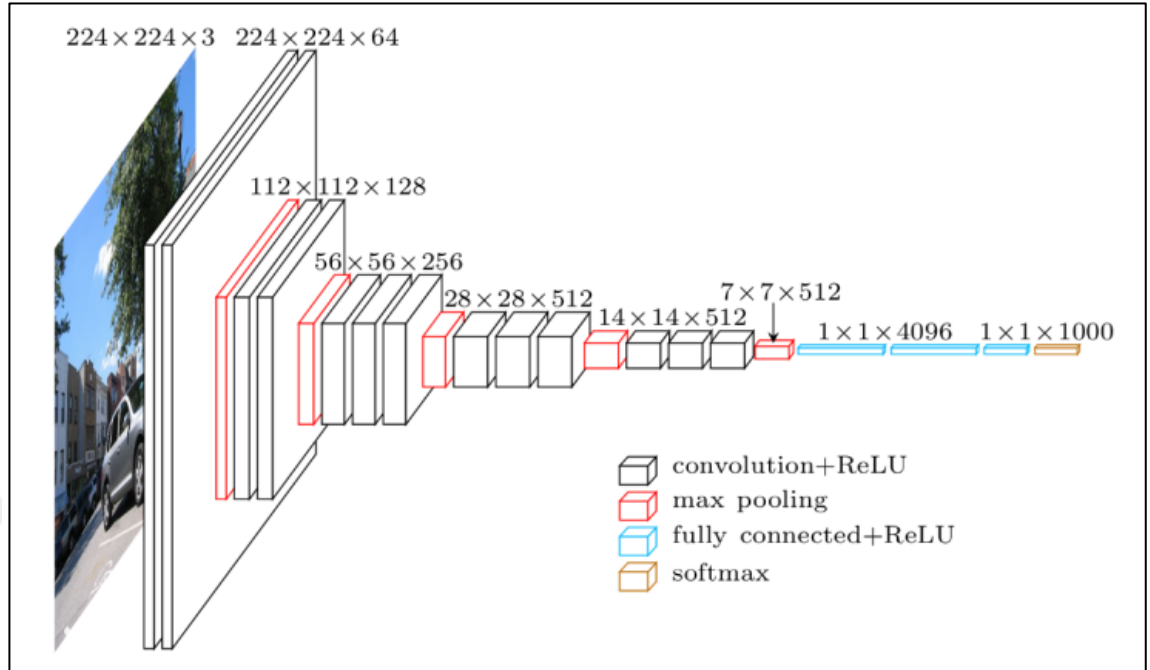 224×224×3
224×224×64
112×112×128
56×56×256
28×28×512
14×14×512
7×7×512
1×1×4096
1×1×1000
convolution+ReLU
max pooling
fully connected+ReLU
softmax